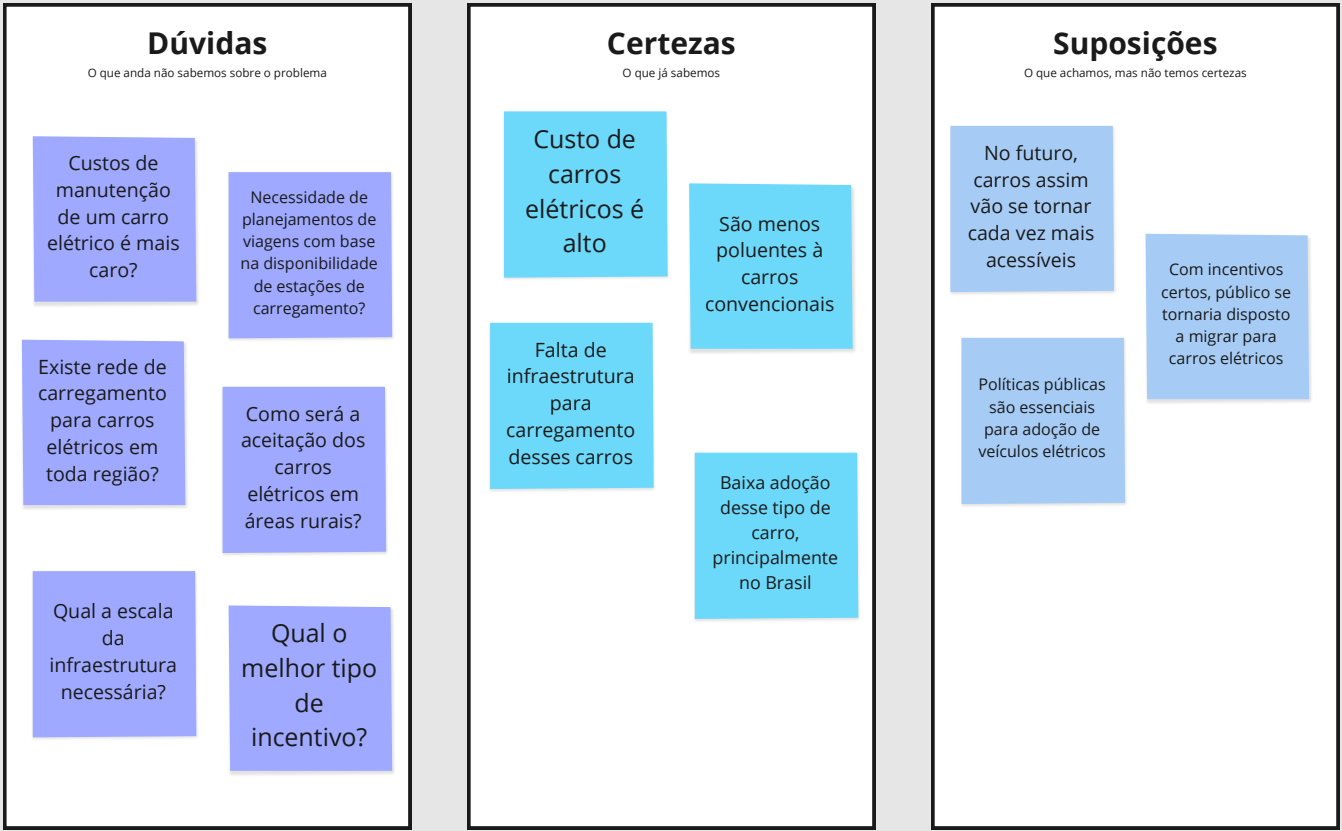 Dúvidas
O que anda não sabemos sobre o problema
Custos de
manutenção
de um carro
elétrico é mais
caro?
Necessidade de
planejamentos de
viagens com base
na disponibilidade
de estações de
carregamento?
Existe rede de
carregamento
para carros
elétricos em
toda região?
Como será a
aceitação dos
carros
elétricos em
áreas rurais?
Qual a escala
da
infraestrutura
necessária?
Qual o
melhor tipo
de
incentivo?
Certezas
O que já sabemos
Custo de
carros
elétricos é
alto
São menos
poluentes à
carros
convencionais
Falta de
infraestrutura
para
carregamento
desses carros
Baixa adoção
desse tipo de
carro,
principalmente
no Brasil
Suposições
O que achamos, mas não temos certezas
No futuro,
carros assim
vão se tornar
cada vez mais
acessíveis
Com incentivos
certos, público se
tornaria disposto
a migrar para
carros elétricos
Políticas públicas
são essenciais
para adoção de
veículos elétricos